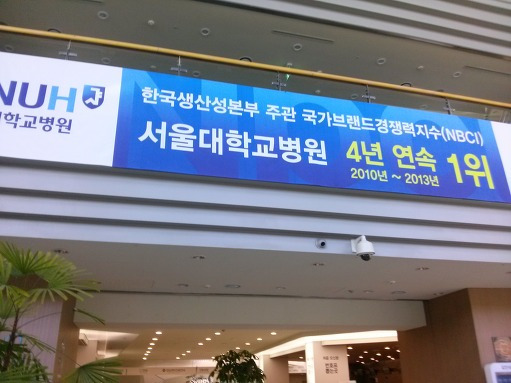 NUH
학교병원
한국생산성본부 주관 국가브랜드경쟁력지수(NBCI)
서울대학교병원 4년 연속 1위
2010년 ~ 2013년